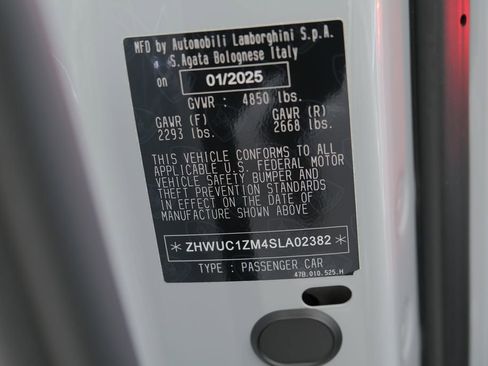 MFD by Automobili Lamborghini S.p.A.
S.Agata Bolognese Italy
on 01/2025
GVWR : 4850 lbs.
GAWR (F) GAWR (R)
2293 lbs. 2668 lbs.
THIS VEHICLE CONFORMS TO ALL
APPLICABLE U.S. FEDERAL MOTOR
VEHICLE SAFETY BUMPER AND
THEFT PREVENTION STANDARDS
IN EFFECT ON THE DATE OF
MANUFACTURE SHOWN ABOVE
*ZHWUC1ZM4SLA02382*
TYPE : PASSENGER CAR
47B.010.525.H